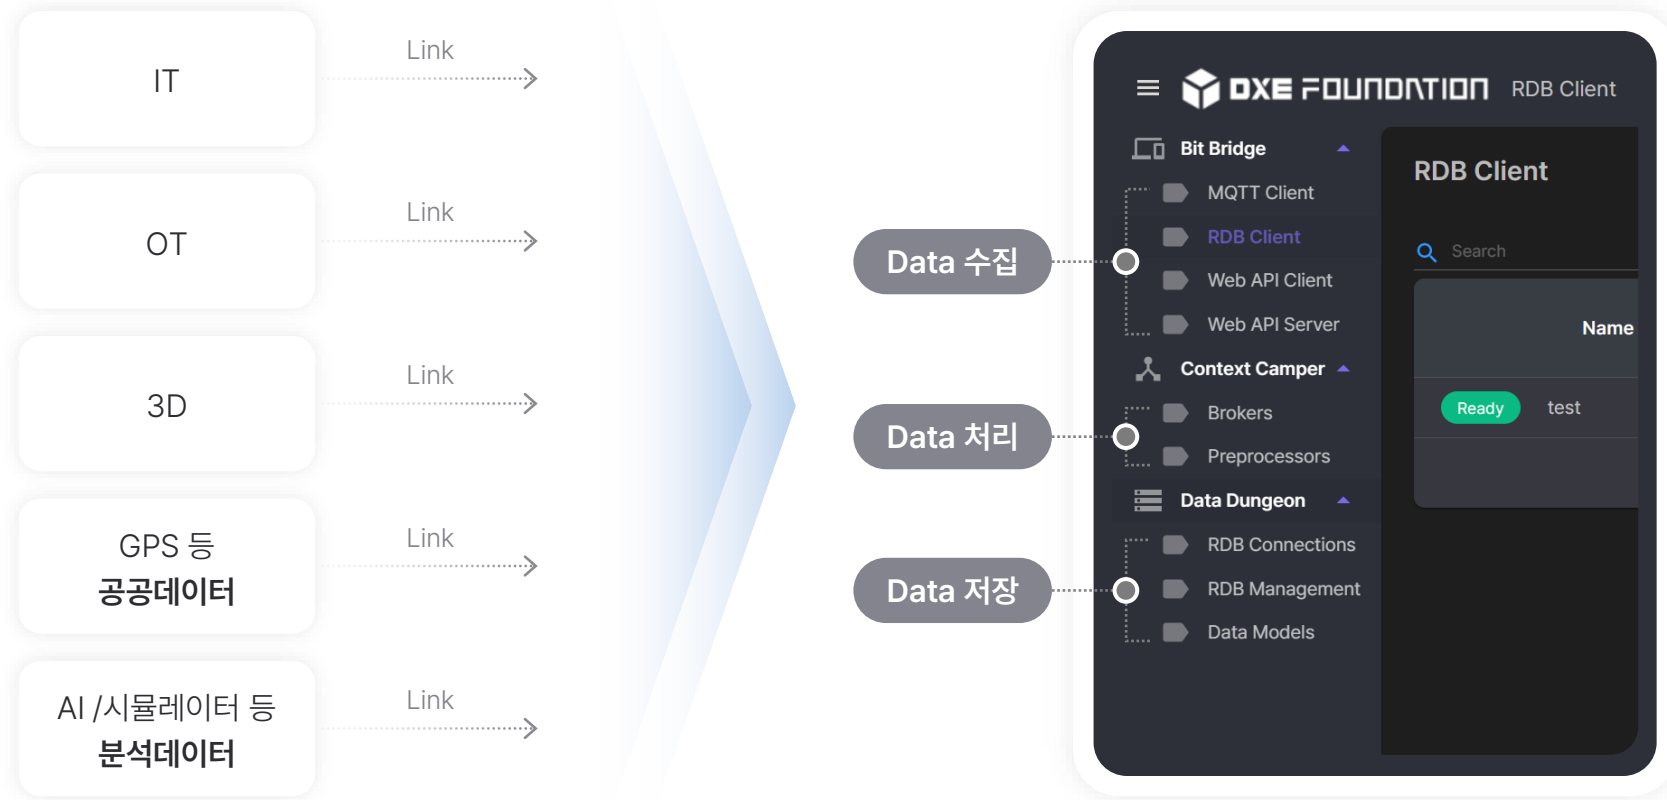 IT
Link
OT
Link
3D
Link
GPS 등
공공데이터
Link
AI /시뮬레이터 등
분석데이터
Link
Data 수집
Data 처리
Data 저장
DXE FOUNDATION RDB Client
Bit Bridge
MQTT Client
RDB Client
Web API Client
Web API Server
Context Camper
Brokers
Preprocessors
Data Dungeon
RDB Connections
RDB Management
Data Models
RDB Client
Search
Name
Ready test